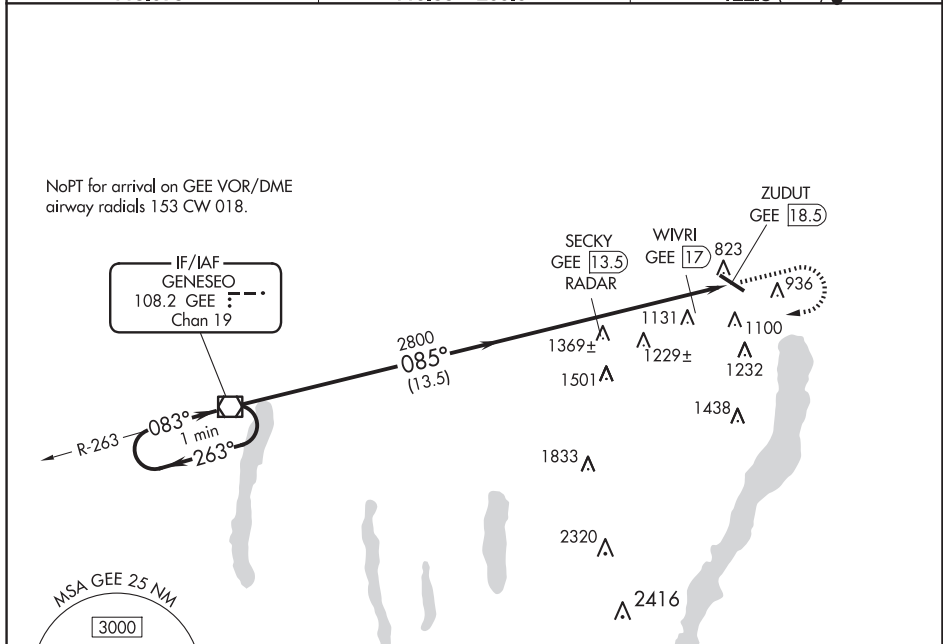 NoPT for arrival on GEE VOR/DME
airway radials 153 CW 018.
IF/IAF
GENESEO
108.2 GEE
Chan 19
ZUDUT
GEE 18.5
SECKY
GEE 13.5
RADAR
WIVRI
GEE 17
823
936
1131
1100
1369±
1229±
1232
1501
2800
085°
(13.5)
1438
R-263
083°
1 min
263°
1833
2320
2416
MSA GEE 25 NM
3000